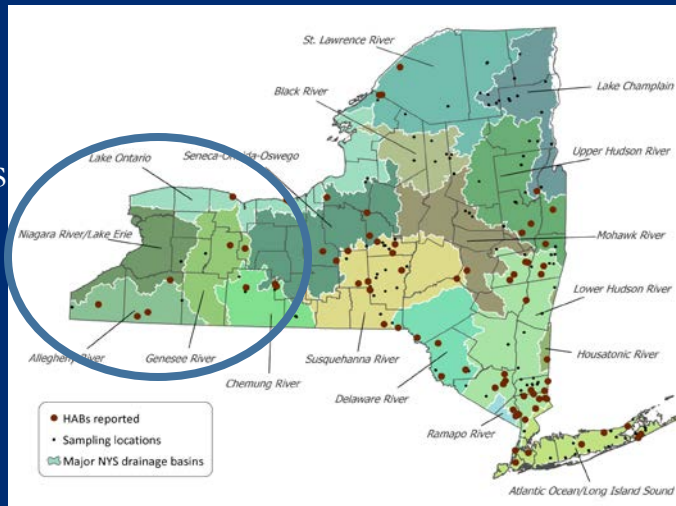 s
St. Lawrence River
Black River
Lake Champlain
Lake Ontario
Seneca-Oneida-Oswego
Upper Hudson River
Niagara River/Lake Erie
Mohawk River
Lower Hudson River
Allegheny River
Genesee River
Susquehanna River
Housatonic River
Chemung River
Delaware River
Ramapo River
HABs reported
Sampling locations
Major NYS drainage basins
Atlantic Ocean/Long Island Sound